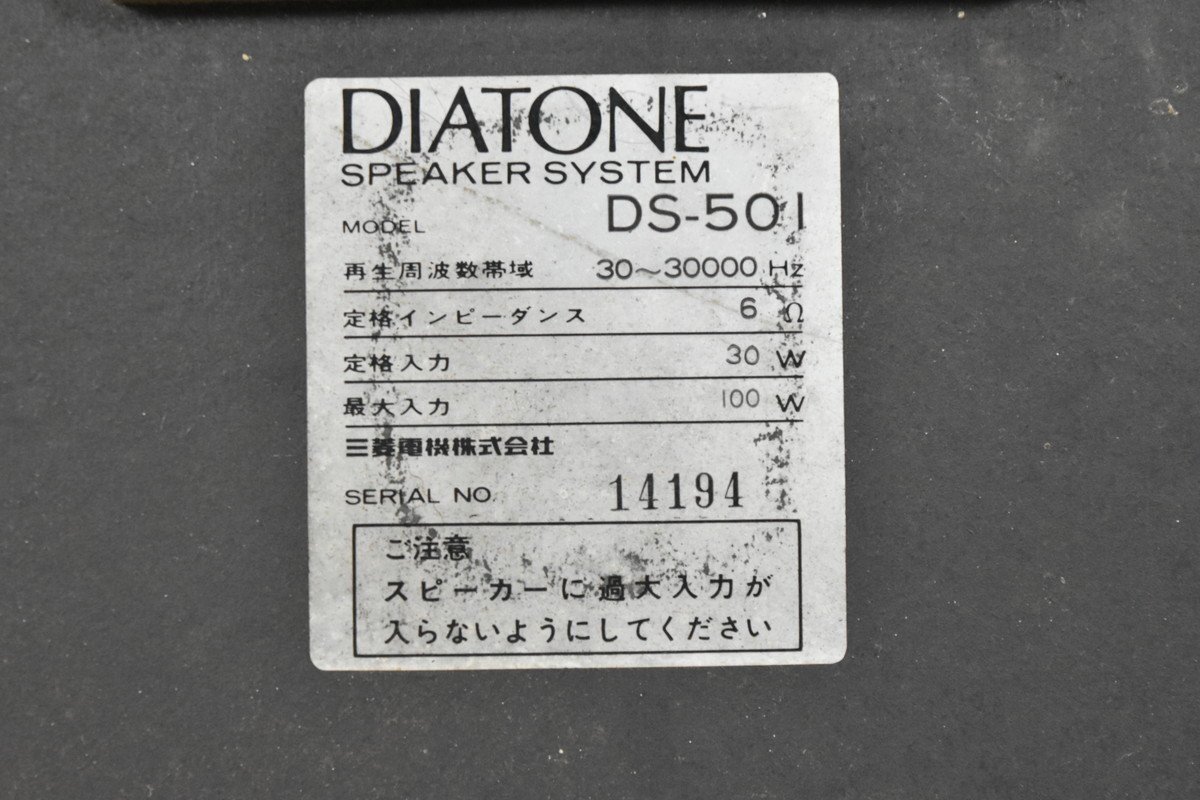 DIATONE
SPEAKER SYSTEM
MODEL DS-501
再生周波数帯域 30~30000 Hz
定格インピーダンス 6 Ω
定格入力 30 W
最大入力 100 W
三菱電機株式会社
SERIAL NO. 14194
ご注意
スピーカーに過大入力が
入らないようにしてください